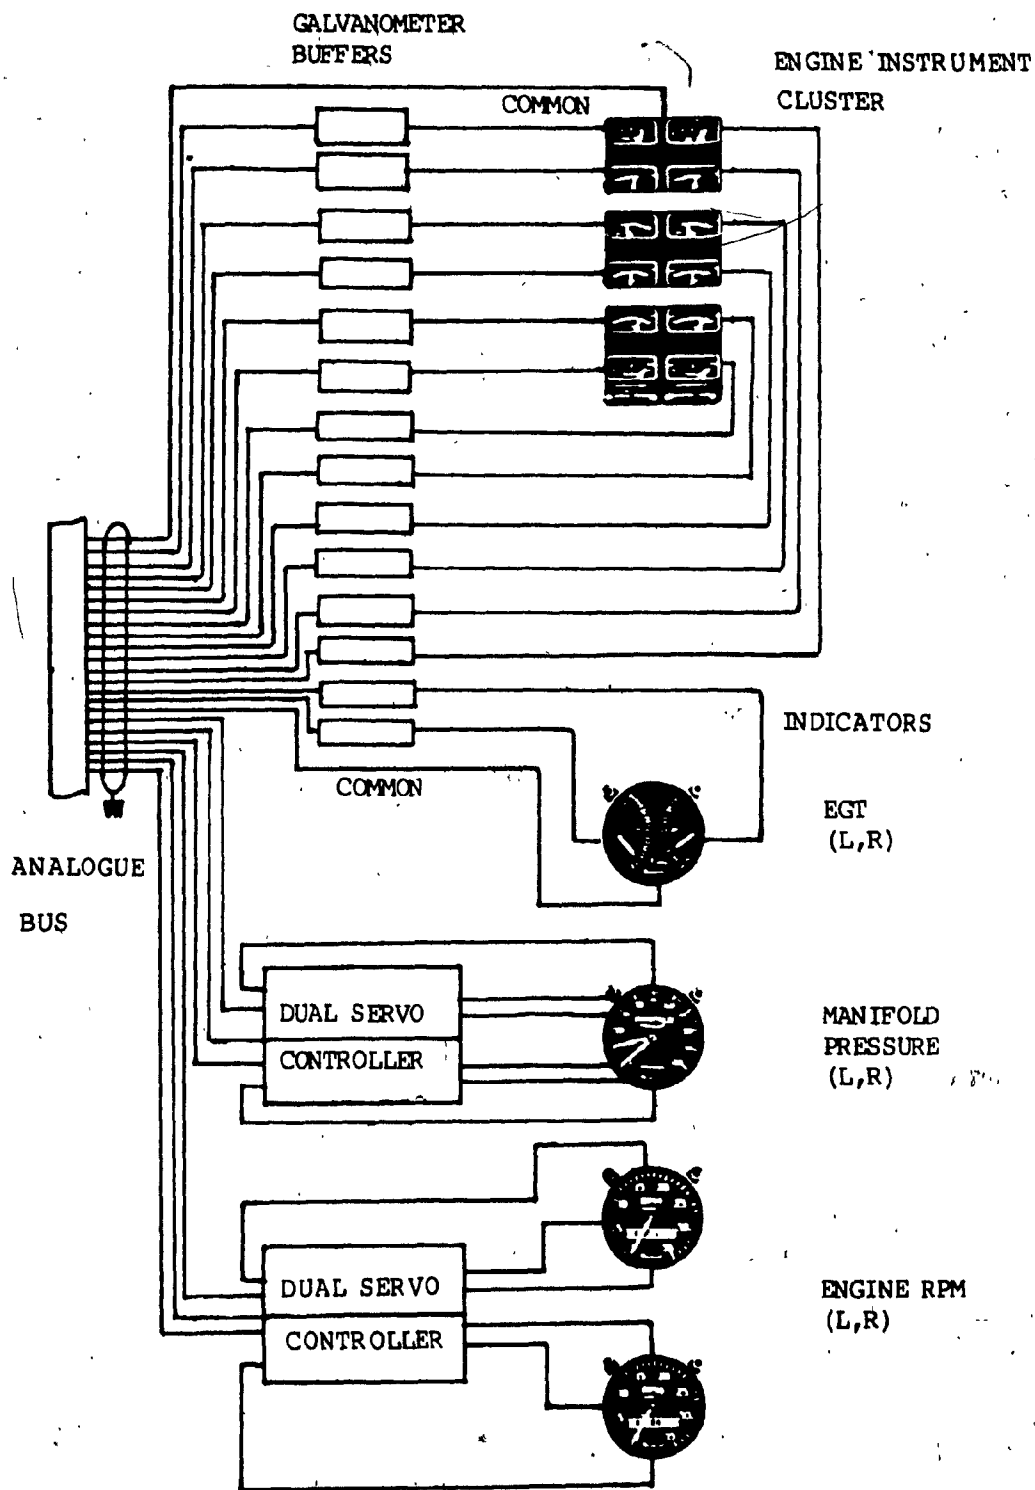 GALVANOMETER
BUFFERS
ENGINE INSTRUMENT
CLUSTER
COMMON
INDICATORS
COMMON
EGT
(L,R)
ANALOGUE
BUS
DUAL SERVO
CONTROLLER
MANIFOLD
PRESSURE
(L,R)
DUAL SERVO
CONTROLLER
ENGINE RPM
(L,R)